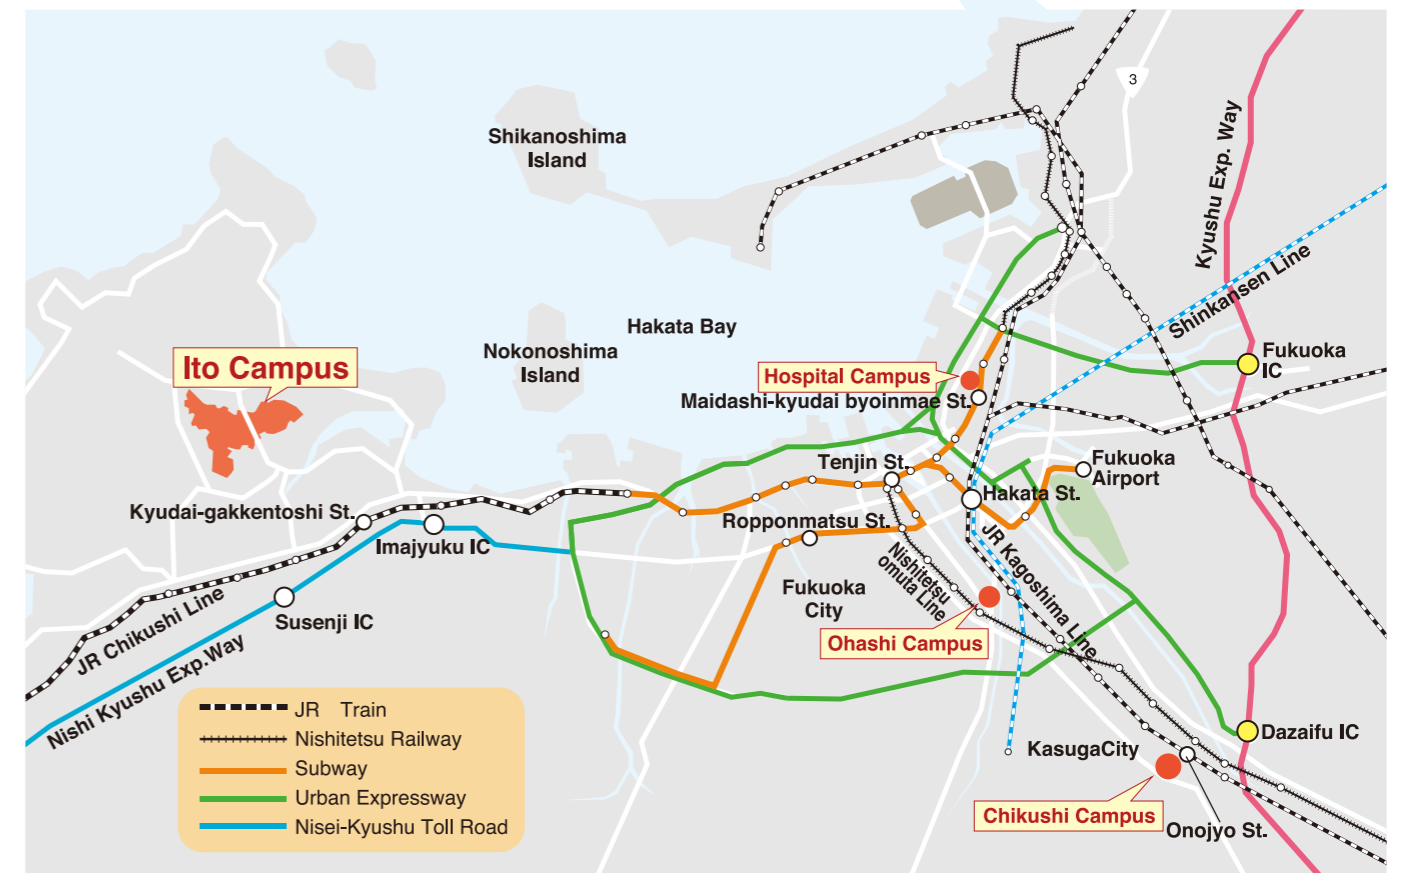 3
Kyushu Exp. Way
Shikanoshima
Island
Shinkansen Line
Hakata Bay
Nokonoshima
Island
Ito Campus
Fukuoka
IC
Hospital Campus
Maidashi-kyudai byoinmae St.
Tenjin St.
Fukuoka
Airport
Hakata St.
Kyudai-gakkentoshi St.
Ropponmatsu St.
Imajyuku IC
JR Kagoshima Line
Nishitetsu
omuta Line
Fukuoka
City
Susenji IC
JR Chikushi Line
Ohashi Campus
Nishi Kyushu Exp.Way
JR Train
Nishitetsu Railway
Subway
Urban Expressway
Nisei-Kyushu Toll Road
Dazaifu IC
KasugaCity
Chikushi Campus
Onojyo St.